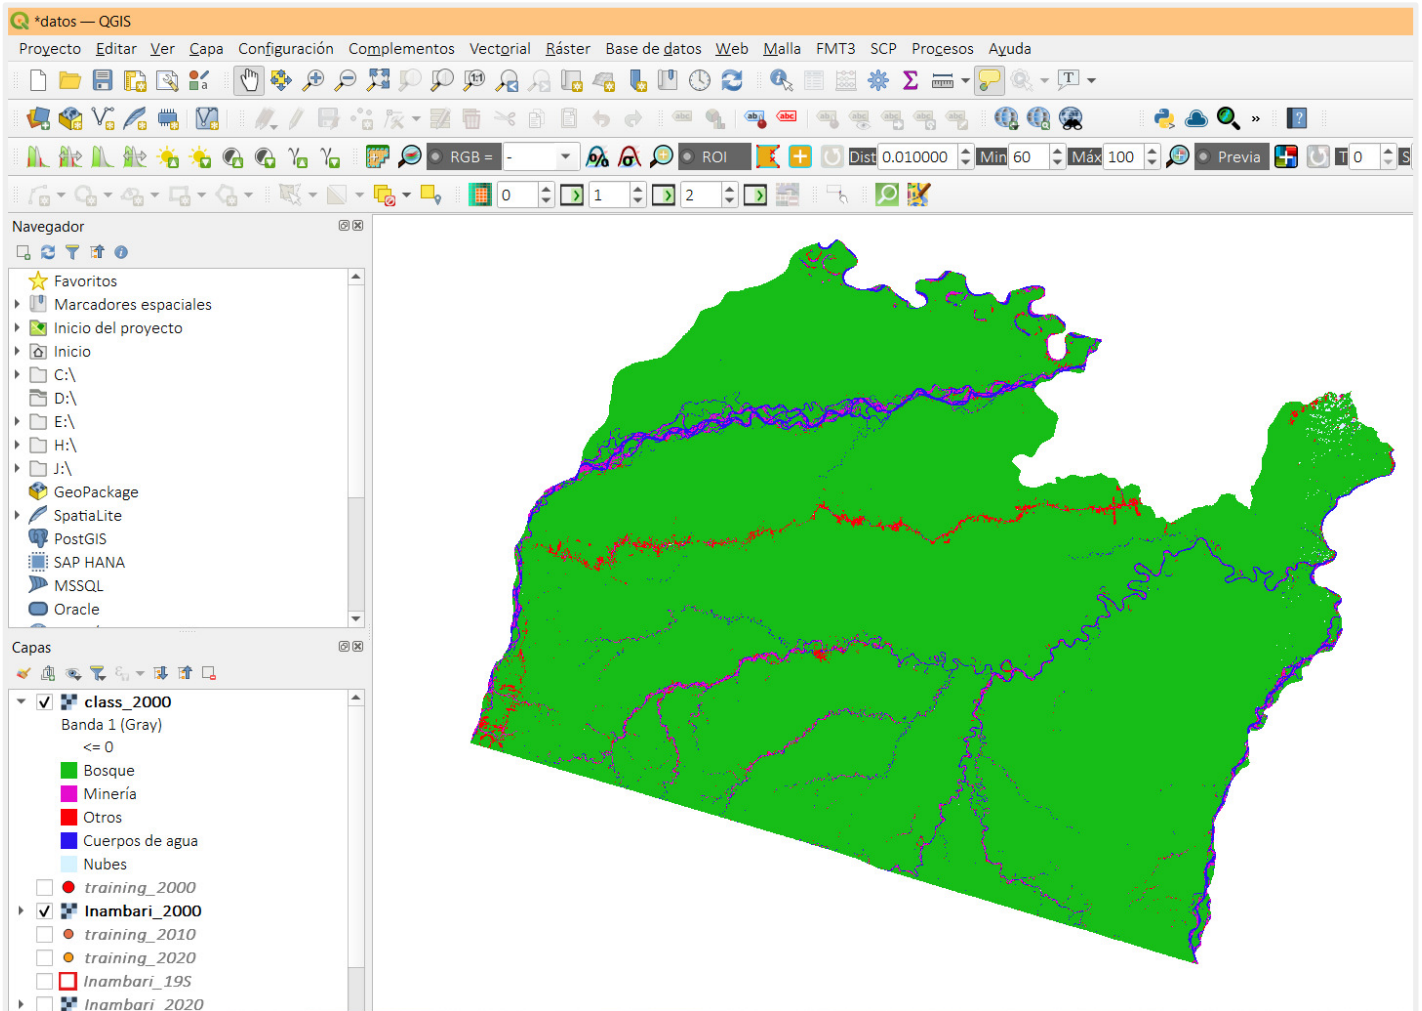 *datos — QGIS
Proyecto Editar Ver Capa Configuración Complementos Vectorial Ráster Base de datos Web Malla FMT3 SCP Procesos Ayuda
RGB = - ROI Dist 0.010000 Min 60 Máx 100 Previa T 0 S
0 1 2
Navegador
Favoritos
Marcadores espaciales
Inicio del proyecto
Inicio
C:\
D:\
E:\
H:\
J:\
GeoPackage
SpatiaLite
PostGIS
SAP HANA
MSSQL
Oracle
Capas
class_2000
Banda 1 (Gray)
<= 0
Bosque
Minería
Otros
Cuerpos de agua
Nubes
training_2000
Inambari_2000
training_2010
training_2020
Inambari_19S
Inambari_2020